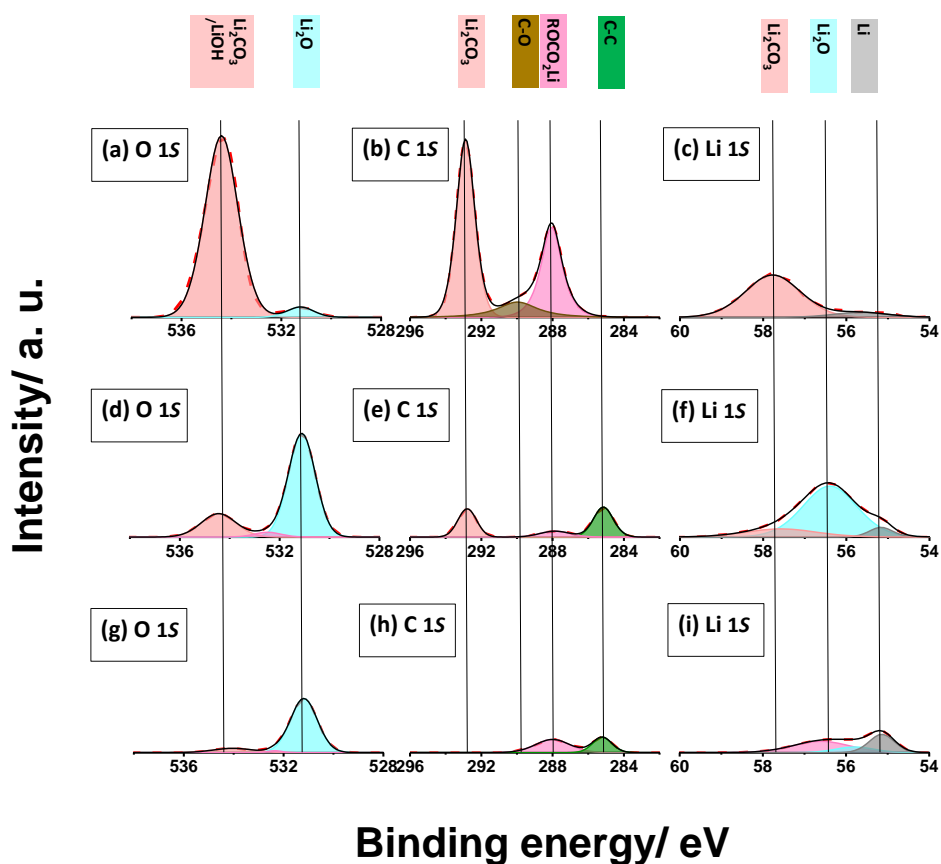 Li₂CO₃
/LiOH
Li₂O
Li₂CO₃
C-O
ROCO₂Li
C-C
Li₂CO₃
Li₂O
Li
(a) O 1S
(b) C 1S
(c) Li 1S
536 532 528
296 292 288 284
60 58 56 54
(d) O 1S
(e) C 1S
(f) Li 1S
536 532 528
296 292 288 284
60 58 56 54
(g) O 1S
(h) C 1S
(i) Li 1S
536 532 528
296 292 288 284
60 58 56 54
Intensity/ a. u.
Binding energy/ eV